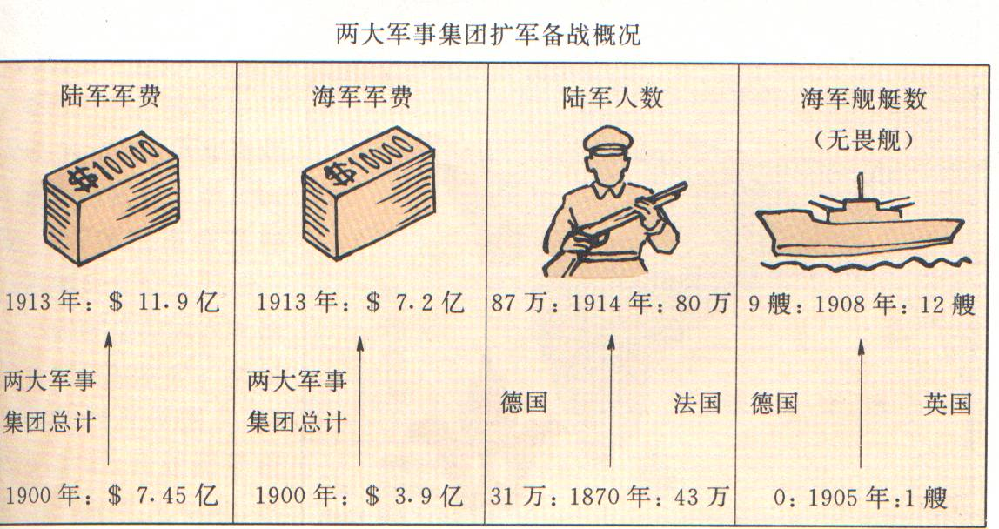 两大军事集团扩军备战概况
陆军军费
$10000
1913年：$ 11.9亿
两大军事
集团总计
1900年：$ 7.45亿
海军军费
$10000
1913年：$ 7.2亿
两大军事
集团总计
1900年：$ 3.9亿
陆军人数
87万：1914年：80万
德国 法国
31万：1870年：43万
海军舰艇数
（无畏舰）
9艘：1908年：12艘
德国 英国
0：1905年：1艘